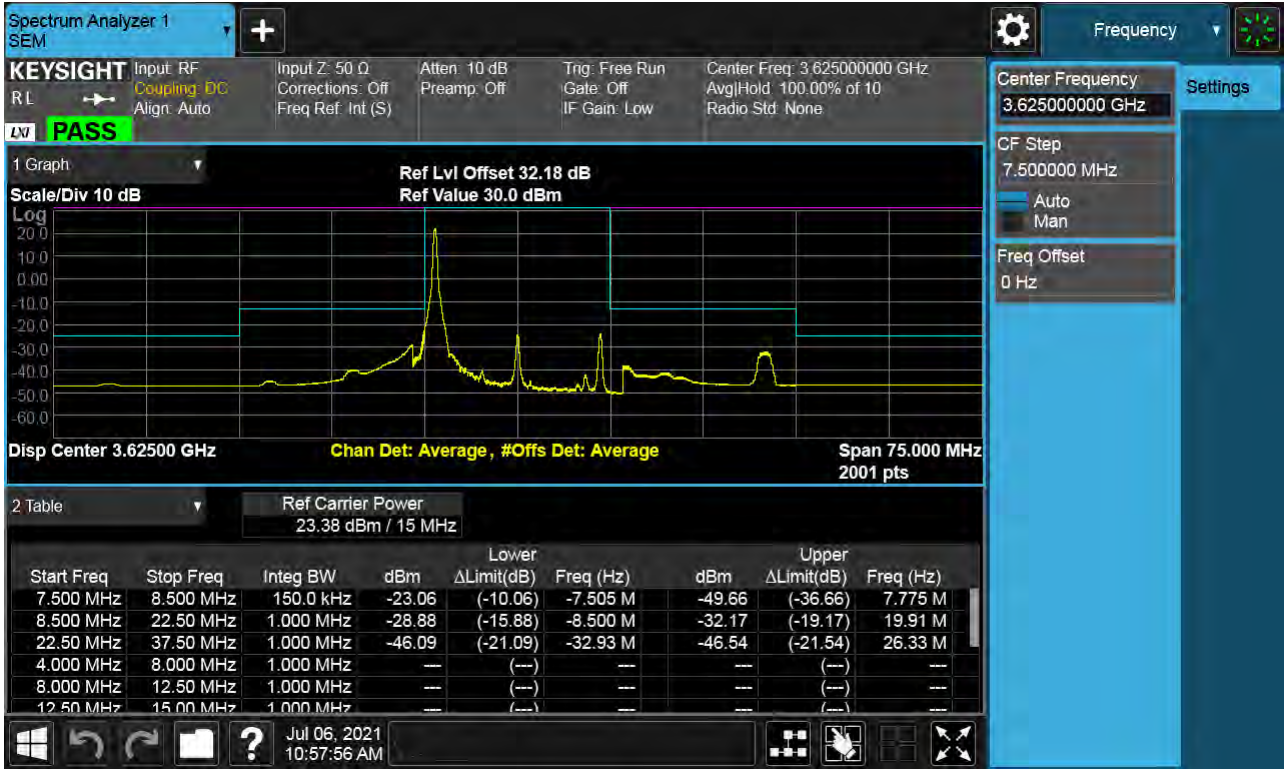 Spectrum Analyzer 1
SEM
+
Frequency
KEYSIGHT
R L
LXI
PASS
Input: RF
Coupling: DC
Align: Auto
Input Z: 50 Ω
Corrections: Off
Freq Ref: Int (S)
Atten: 10 dB
Preamp: Off
Trig: Free Run
Gate: Off
IF Gain: Low
Center Freq: 3.625000000 GHz
Avg|Hold: 100.00% of 10
Radio Std: None
Center Frequency
3.625000000 GHz
Settings
CF Step
7.500000 MHz
Auto
Man
Freq Offset
0 Hz
1 Graph
Scale/Div 10 dB
Ref Lvl Offset 32.18 dB
Ref Value 30.0 dBm
Log
20.0
10.0
0.00
-10.0
-20.0
-30.0
-40.0
-50.0
-60.0
Disp Center 3.62500 GHz
Chan Det: Average , #Offs Det: Average
Span 75.000 MHz
2001 pts
2 Table
Ref Carrier Power
23.38 dBm / 15 MHz
Lower Upper
Start Freq Stop Freq Integ BW dBm ΔLimit(dB) Freq (Hz) dBm ΔLimit(dB) Freq (Hz)
7.500 MHz 8.500 MHz 150.0 kHz -23.06 (-10.06) -7.505 M -49.66 (-36.66) 7.775 M
8.500 MHz 22.50 MHz 1.000 MHz -28.88 (-15.88) -8.500 M -32.17 (-19.17) 19.91 M
22.50 MHz 37.50 MHz 1.000 MHz -46.09 (-21.09) -32.93 M -46.54 (-21.54) 26.33 M
4.000 MHz 8.000 MHz 1.000 MHz --- (---) --- --- (---) ---
8.000 MHz 12.50 MHz 1.000 MHz --- (---) --- --- (---) ---
12.50 MHz 15.00 MHz 1.000 MHz --- (---) --- --- (---) ---
?
Jul 06, 2021
10:57:56 AM